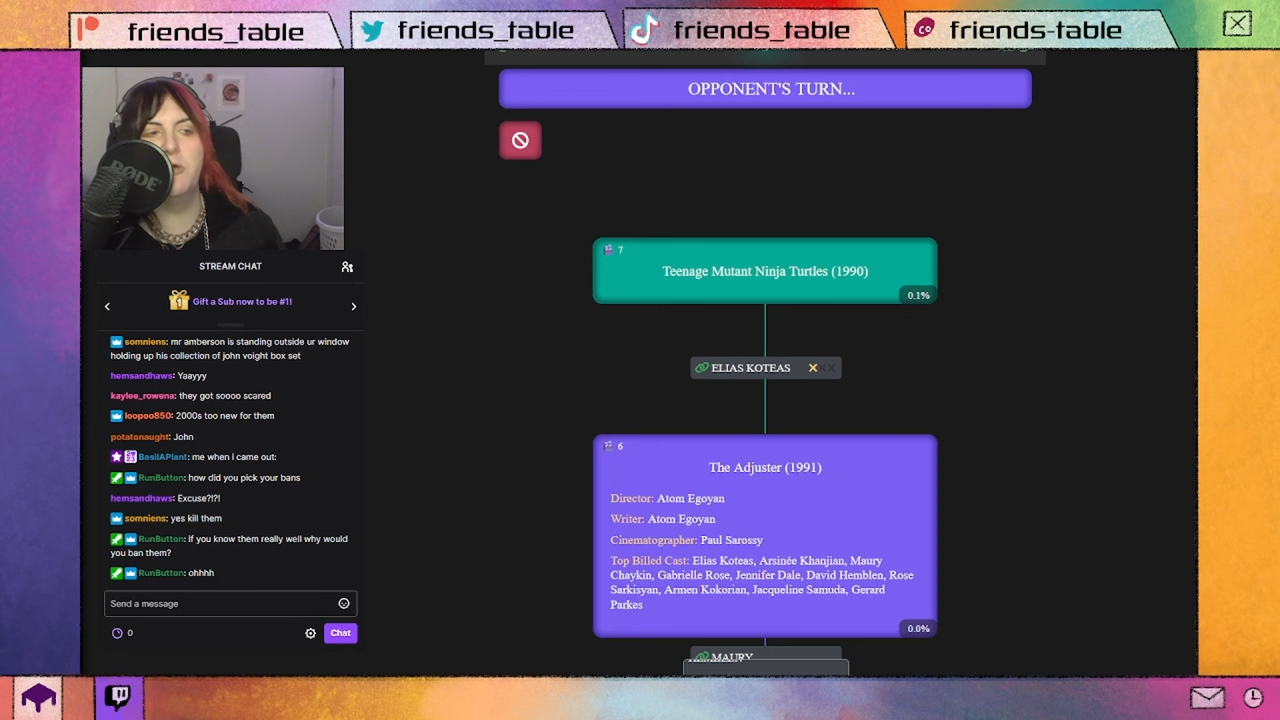 friends_table
friends_table
friends_table
friends-table
RØDE
OPPONENT'S TURN...
7
Teenage Mutant Ninja Turtles (1990)
0.1%
ELIAS KOTEAS
6
The Adjuster (1991)
Director: Atom Egoyan
Writer: Atom Egoyan
Cinematographer: Paul Sarossy
Top Billed Cast: Elias Koteas, Arsinée Khanjian, Maury
Chaykin, Gabrielle Rose, Jennifer Dale, David Hemblen, Rose
Sarkisyan, Armen Kokorian, Jacqueline Samuda, Gerard
Parkes
0.0%
MAURY
STREAM CHAT
Gift a Sub now to be #1!
somniens: mr amberson is standing outside ur window
holding up his collection of john voight box set
hemsandhaws: Yaayyy
kaylee_rowena: they got soooo scared
loopoo850: 2000s too new for them
potatonaught: John
BasilAPlant: me when i came out:
RunButton: how did you pick your bans
hemsandhaws: Excuse?!?!
somniens: yes kill them
RunButton: if you know them really well why would
you ban them?
RunButton: ohhhh
Send a message
0
Chat